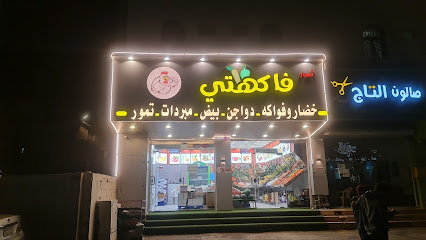 فاكهتي
خضار وفواكه - دواجن - بيض - مبردات - تمور
صالون التاج